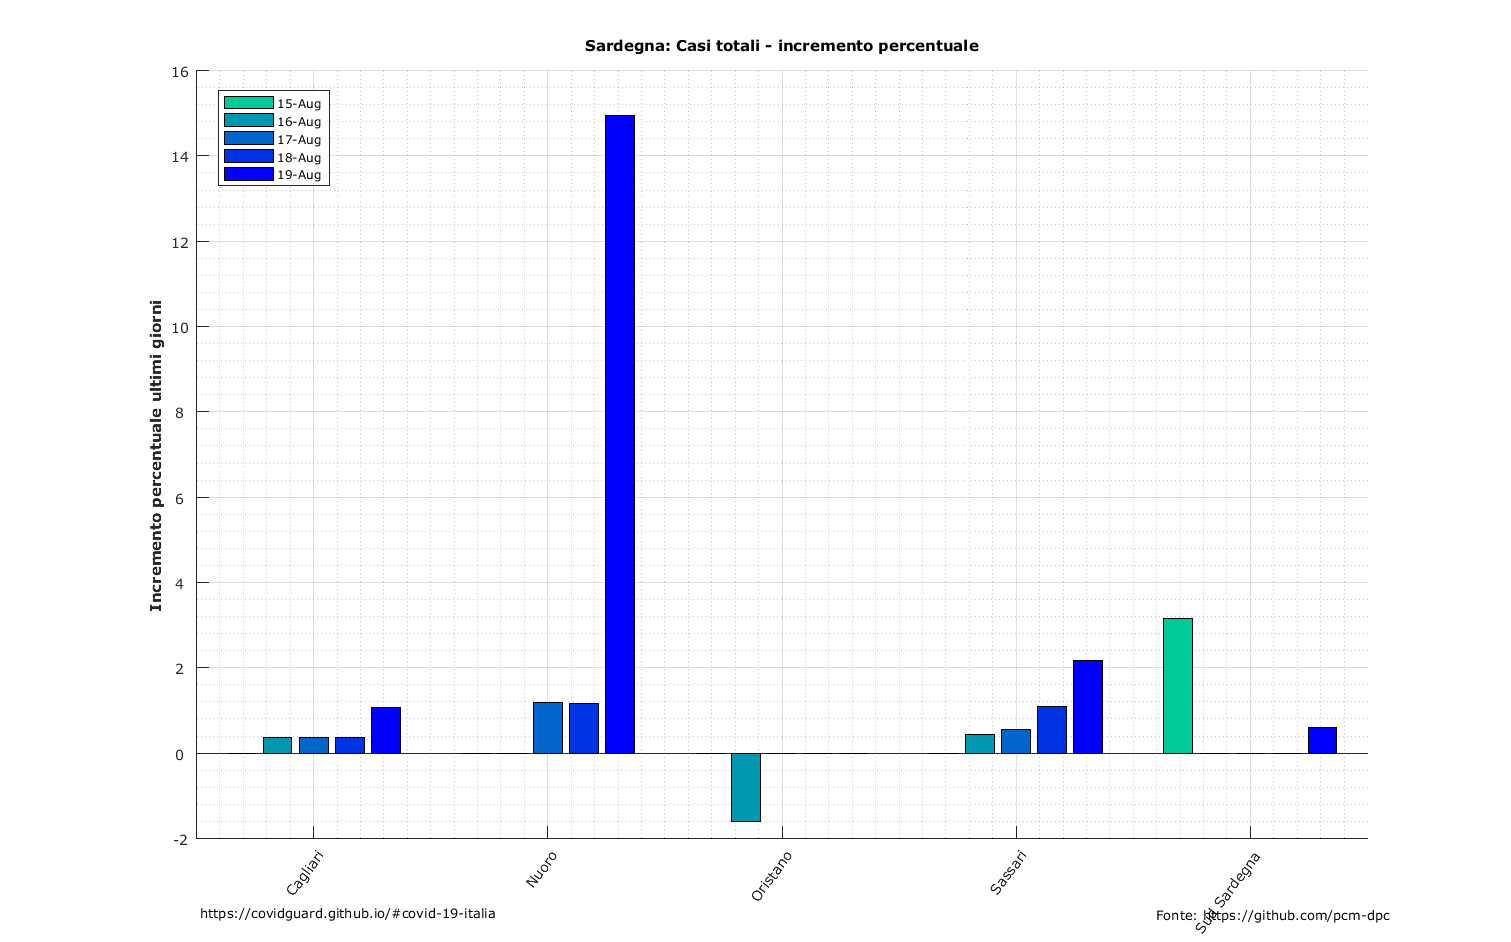 Sardegna: Casi totali - incremento percentuale
16
14
12
10
8
6
4
2
0
-2
Incremento percentuale ultimi giorni
15-Aug
16-Aug
17-Aug
18-Aug
19-Aug
Cagliari
Nuoro
Oristano
Sassari
Sud Sardegna
https://covidguard.github.io/#covid-19-italia
Fonte: https://github.com/pcm-dpc